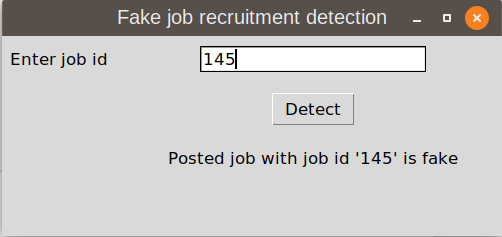 Fake job recruitment detection
Enter job id 145
Detect
Posted job with job id '145' is fake